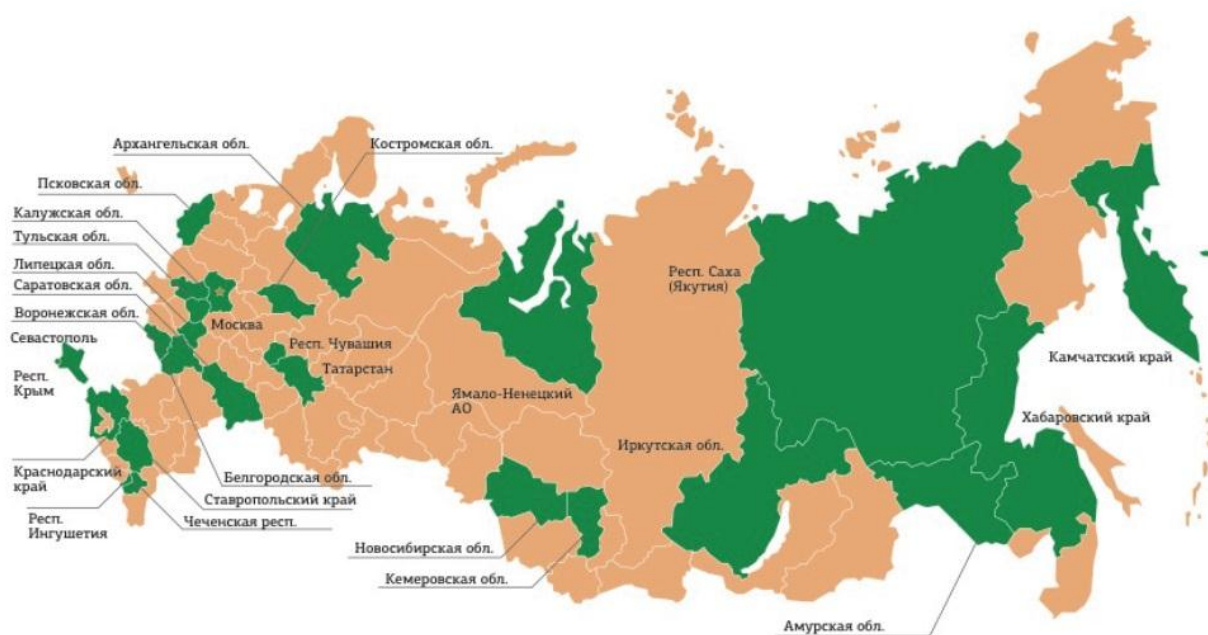 Архангельская обл.
Костромская обл.
Псковская обл.
Калужская обл.
Тульская обл.
Липецкая обл.
Саратовская обл.
Воронежская обл.
Севастополь
Москва
Респ. Чувашия
Татарстан
Респ.
Крым
Респ. Саха
(Якутия)
Камчатский край
Ямало-Ненецкий
АО
Хабаровский край
Иркутская обл.
Краснодарский
край
Белгородская обл.
Ставропольский край
Респ.
Ингушетия
Чеченская респ.
Новосибирская обл.
Кемеровская обл.
Амурская обл.